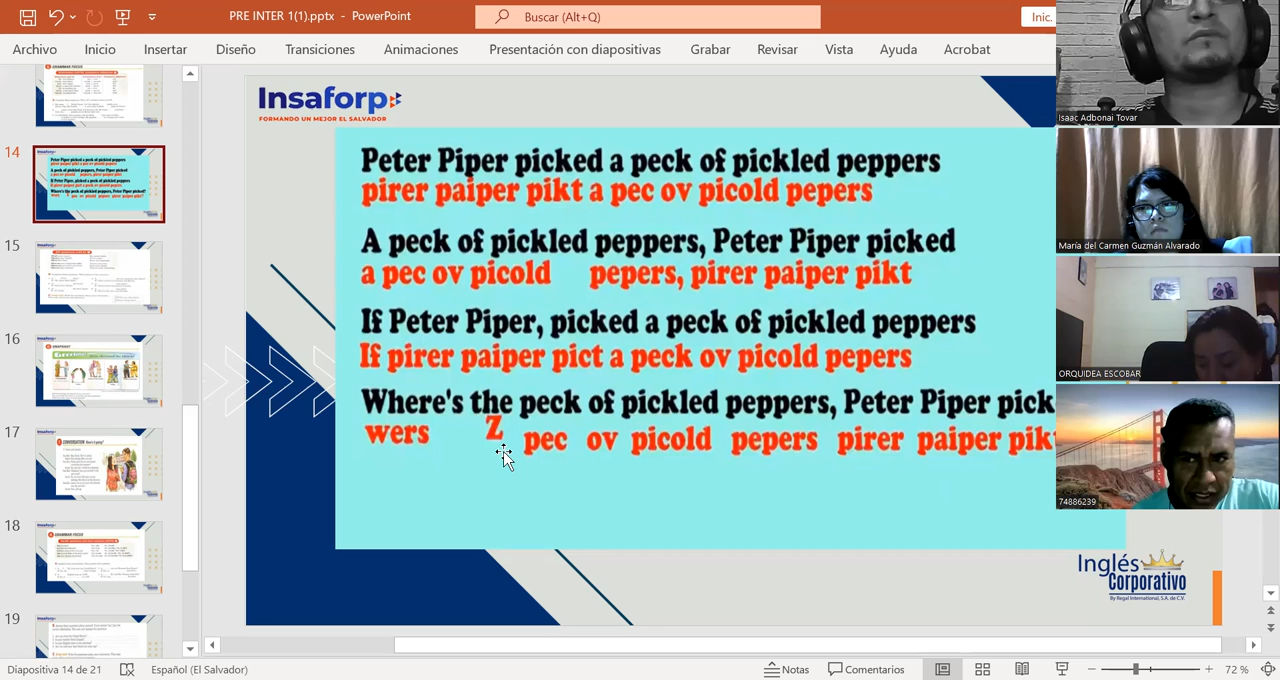 PRE INTER 1(1).pptx - PowerPoint
Buscar (Alt+Q)
Inic.
Archivo Inicio Insertar Diseño Transiciones Animaciones Presentación con diapositivas Grabar Revisar Vista Ayuda Acrobat
14
15
16
17
18
19
Insaforp
FORMANDO UN MEJOR EL SALVADOR
Peter Piper picked a peck of pickled peppers
pirer paiper pikt a pec ov picold pepers
A peck of pickled peppers, Peter Piper picked
a pec ov picold pepers, pirer paiper pikt
If Peter Piper, picked a peck of pickled peppers
If pirer paiper pict a peck ov picold pepers
Where's the peck of pickled peppers, Peter Piper pick
wers Z pec ov picold pepers pirer paiper pikt
Inglés
Corporativo
By Regal International, S.A. de C.V.
Isaac Adbonai Tovar
María del Carmen Guzmán Alvarado
ORQUIDEA ESCOBAR
74886239
Diapositiva 14 de 21 Español (El Salvador) Notas Comentarios 72 %